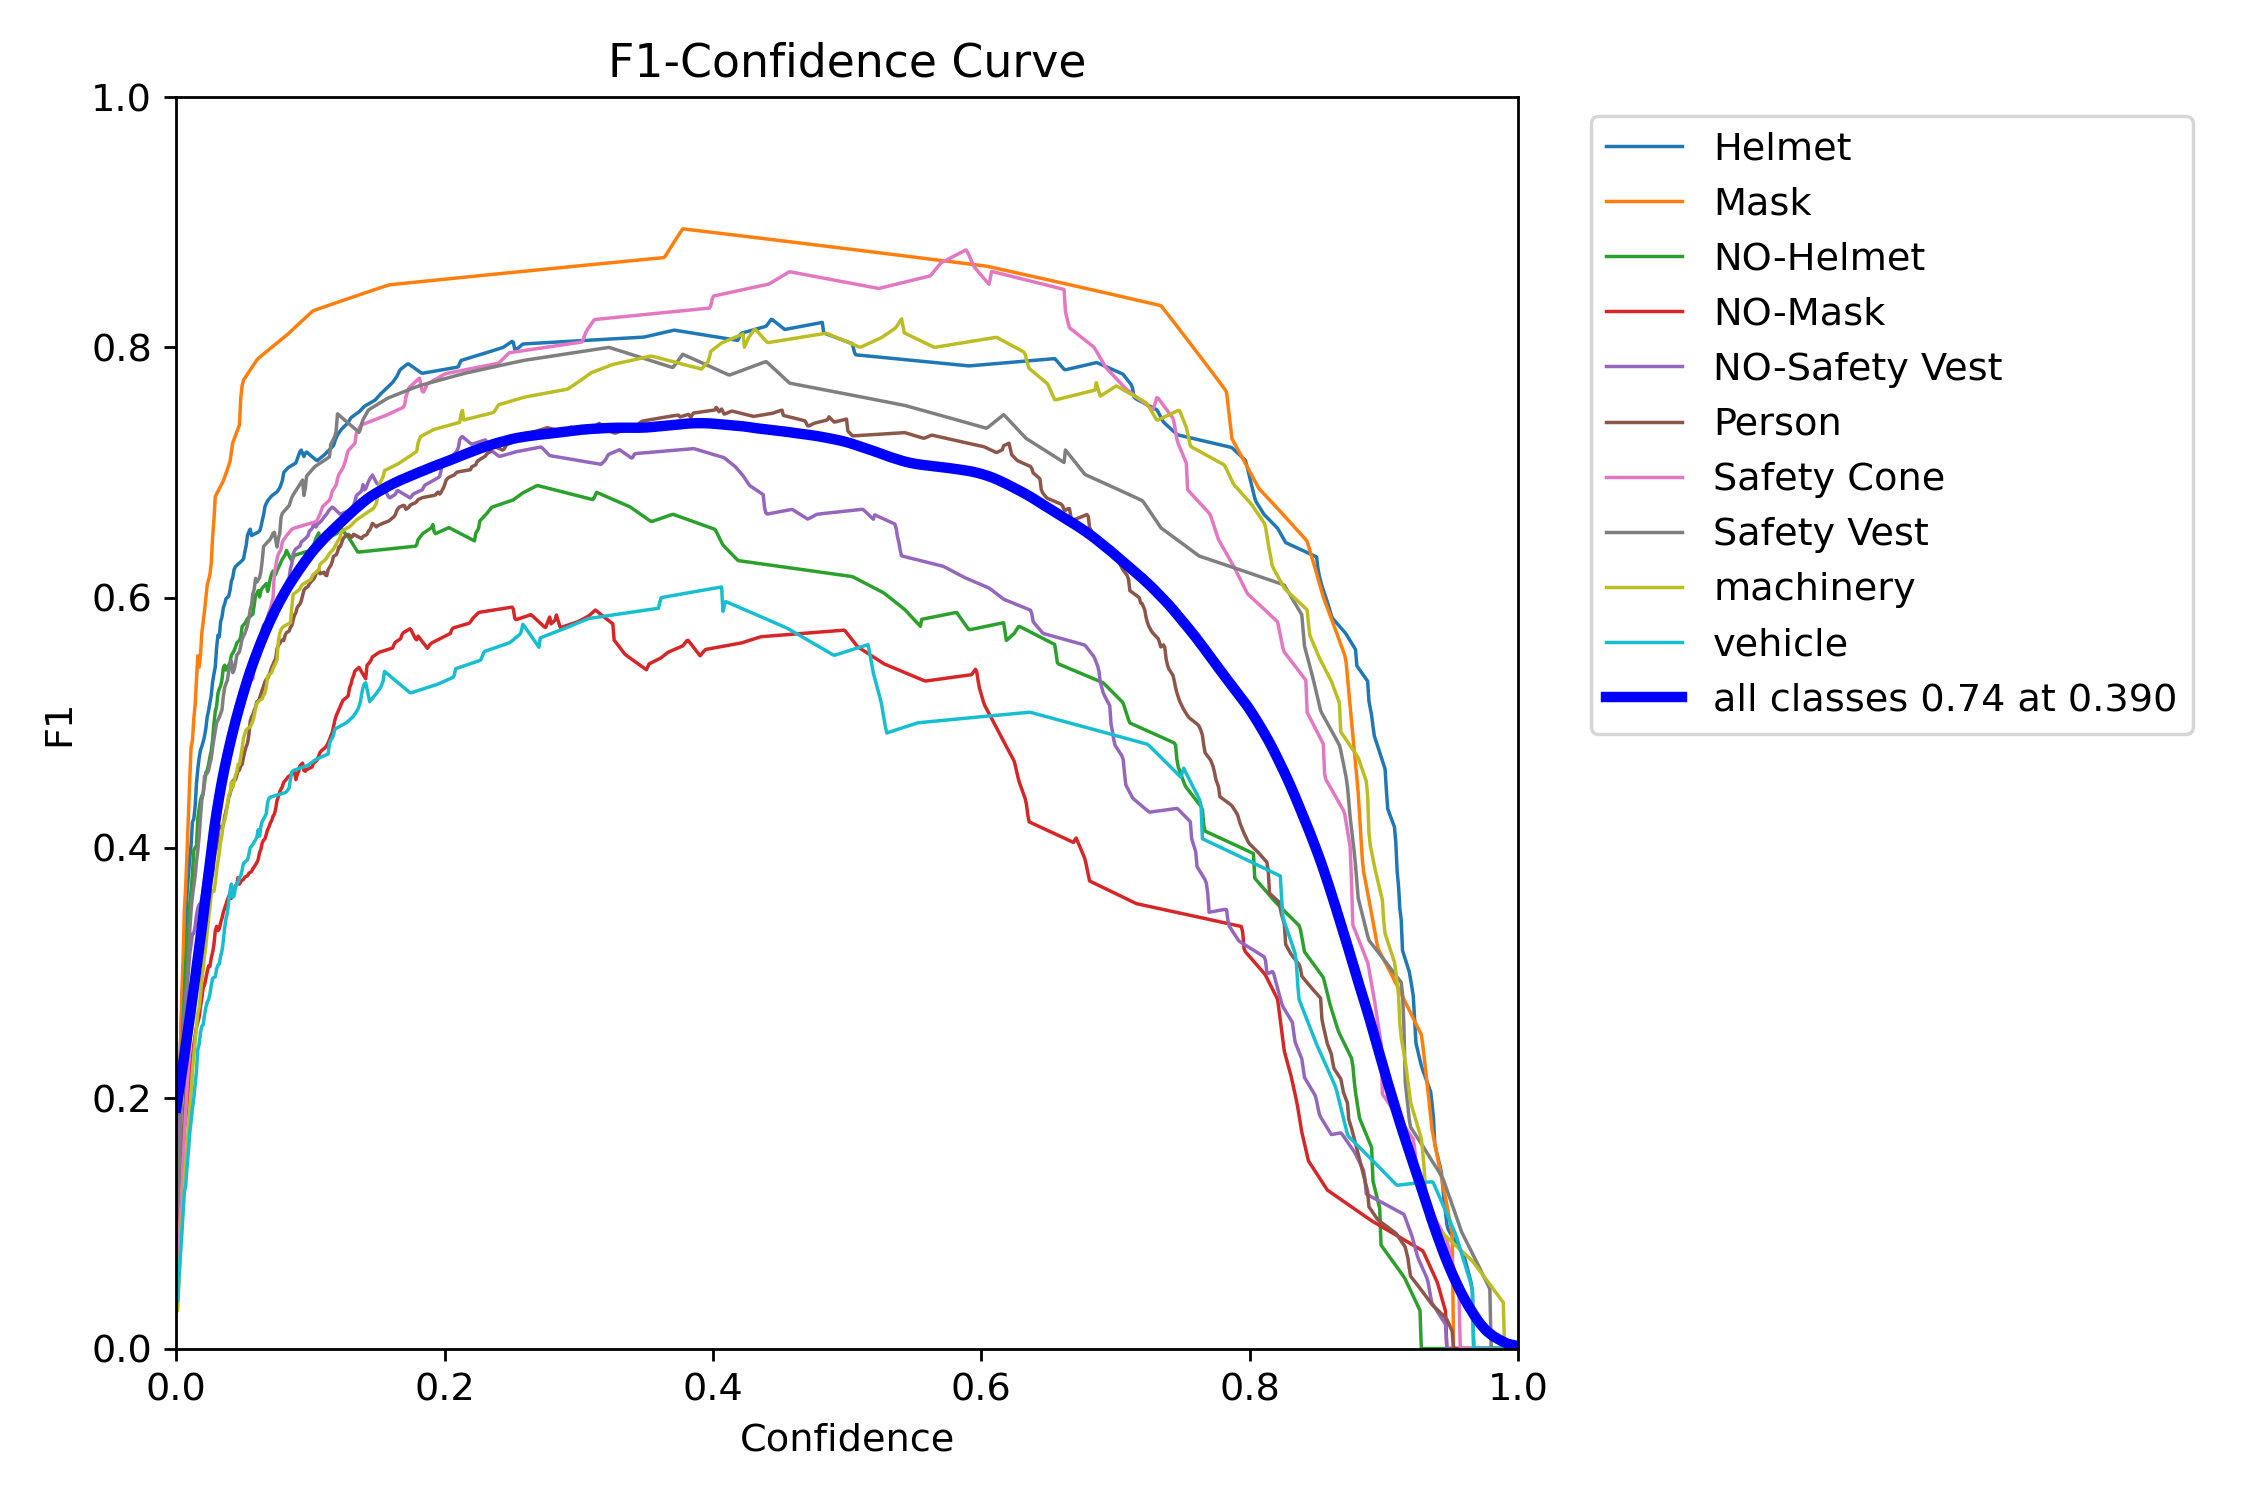 F1-Confidence Curve
1.0
0.8
0.6
0.4
0.2
0.0
F1
0.0 0.2 0.4 0.6 0.8 1.0
Confidence
Helmet
Mask
NO-Helmet
NO-Mask
NO-Safety Vest
Person
Safety Cone
Safety Vest
machinery
vehicle
all classes 0.74 at 0.390